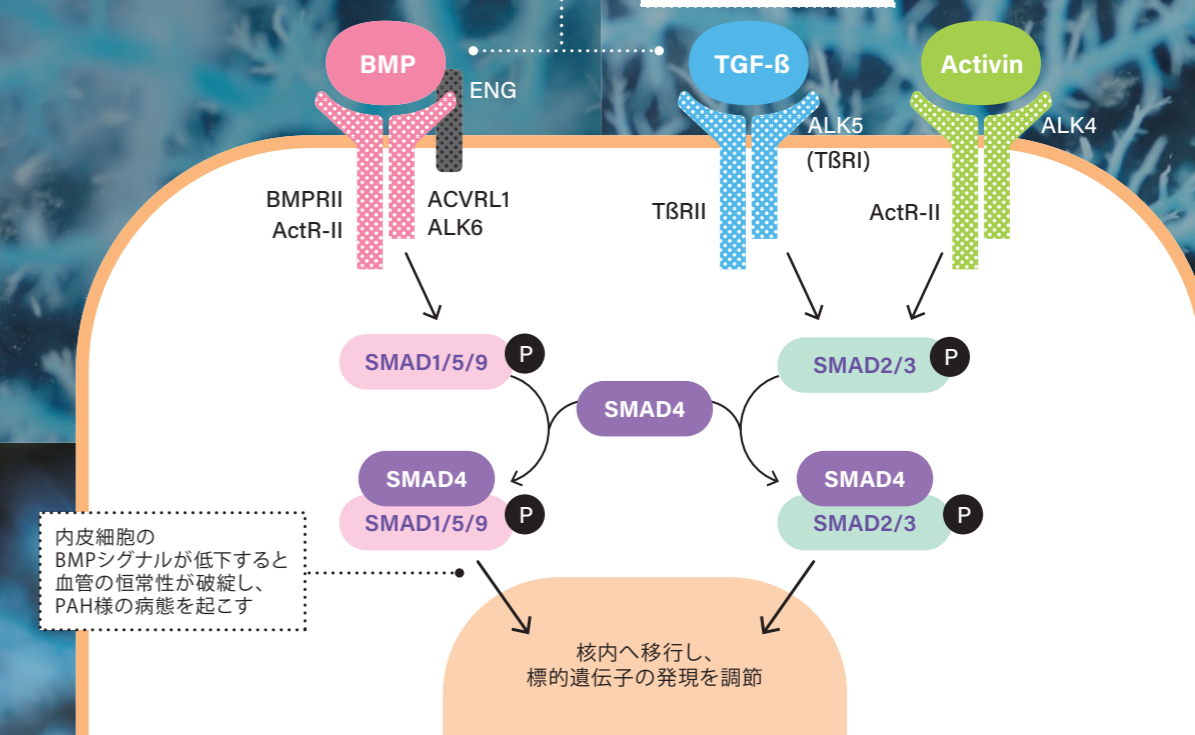 BMP
ENG
TGF-ß
Activin
ALK5
(TßRI)
ALK4
BMPRII
ActR-II
ACVRL1
ALK6
TßRII
ActR-II
SMAD1/5/9
P
SMAD4
SMAD2/3
P
SMAD4
SMAD1/5/9
P
SMAD4
SMAD2/3
P
内皮細胞の
BMPシグナルが低下すると
血管の恒常性が破綻し、
PAH様の病態を起こす
核内へ移行し、
標的遺伝子の発現を調節